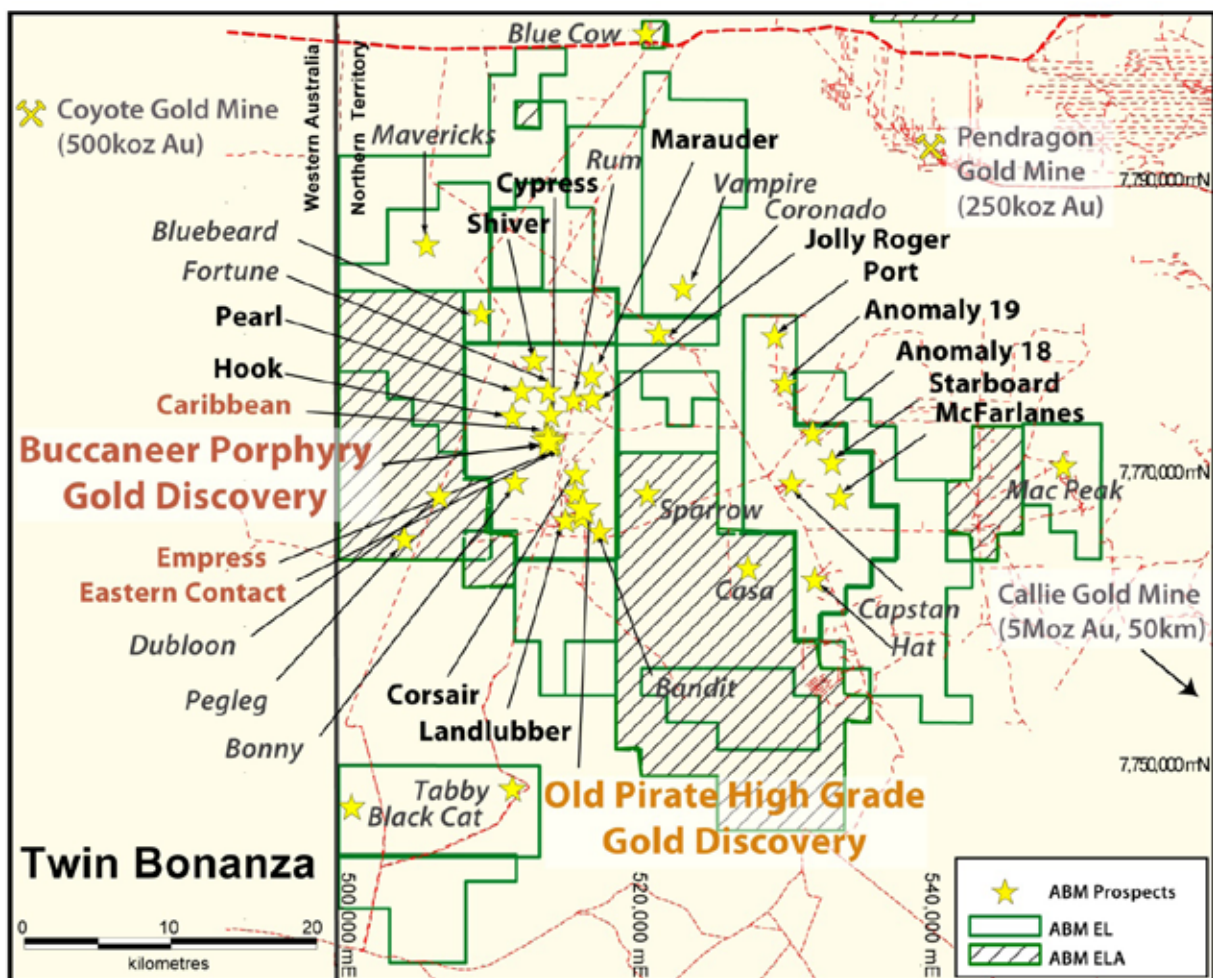 Blue Cow
Western Australia
Northern Territory
Coyote Gold Mine
(500koz Au)
Mavericks
Rum
Marauder
Pendragon
Gold Mine
(250koz Au)
7,790,000 mN
Cypress
Vampire
Shiver
Coronado
Bluebeard
Jolly Roger
Fortune
Port
Pearl
Anomaly 19
Hook
Anomaly 18
Caribbean
Starboard
McFarlanes
Buccaneer Porphyry
Gold Discovery
7,770,000 mN
Mac Peak
Sparrow
Empress
Eastern Contact
Casa
Capstan
Callie Gold Mine
(5Moz Au, 50km)
Dubloon
Hat
Pegleg
Corsair
Bandit
Bonny
Landlubber
7,750,000 mN
Tabby
Black Cat
Old Pirate High Grade
Gold Discovery
Twin Bonanza
500,000 mE
520,000 mE
540,000 mE
0 10 20
kilometres
ABM Prospects
ABM EL
ABM ELA